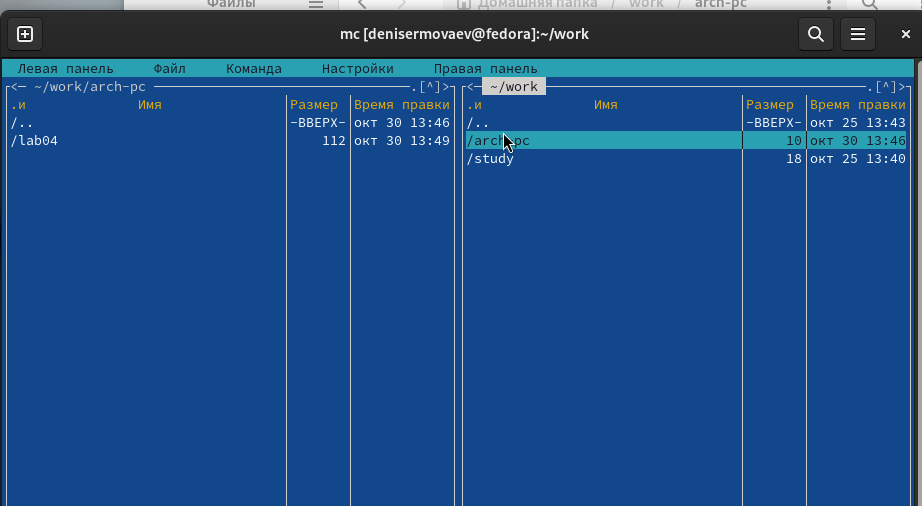 Файлы Домашняя папка / work / arch-pc
mc [denisermovaev@fedora]:~/work
Левая панель Файл Команда Настройки Правая панель
<─ ~/work/arch-pc .[^]>
.и Имя Размер Время правки
/.. -ВВЕРХ- окт 30 13:46
/lab04 112 окт 30 13:49
<─ ~/work .[^]>
.и Имя Размер Время правки
/.. -ВВЕРХ- окт 25 13:43
/arch-pc 10 окт 30 13:46
/study 18 окт 25 13:40